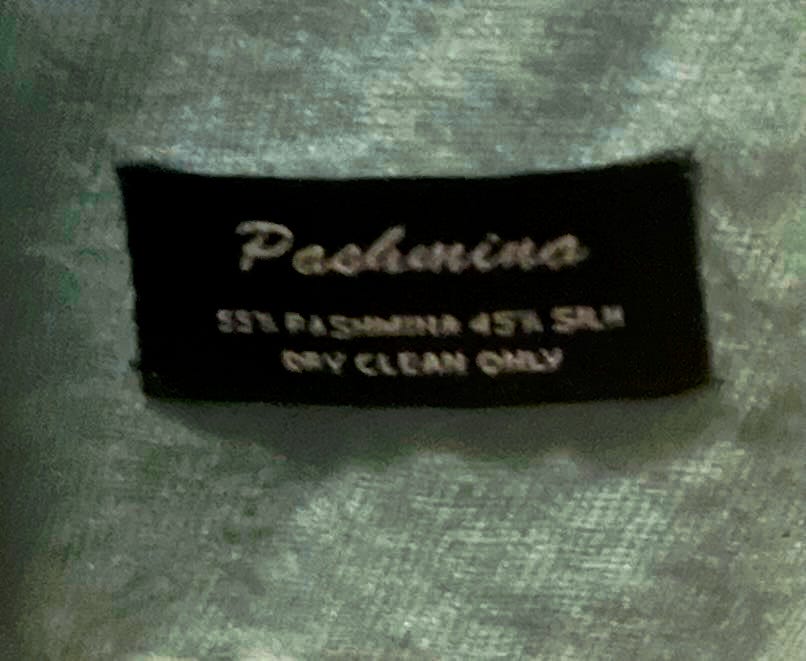 Pashmina
55% PASHMINA 45% SILK
DRY CLEAN ONLY